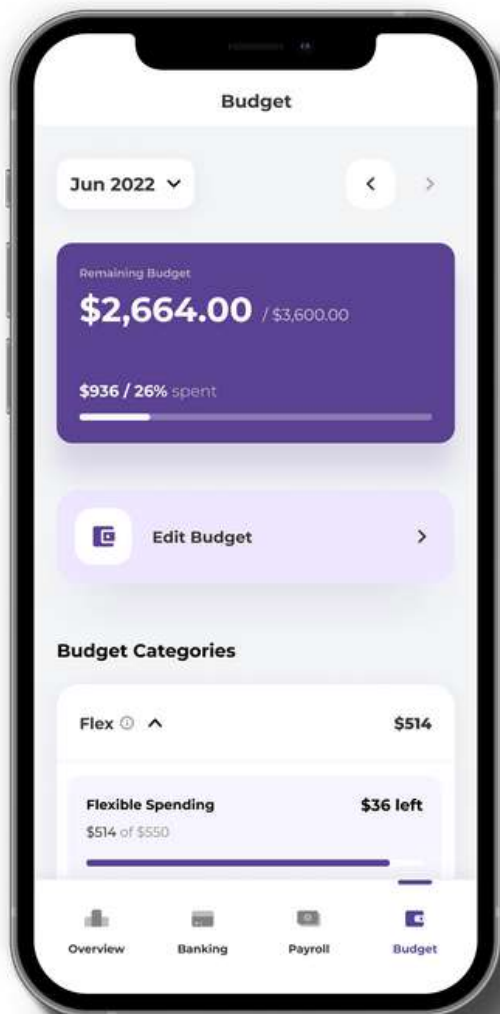 Budget
Jun 2022
Remaining Budget
$2,664.00 / $3,600.00
$936 / 26% spent
Edit Budget
Budget Categories
Flex $514
Flexible Spending $36 left
$514 of $550
Overview Banking Payroll Budget